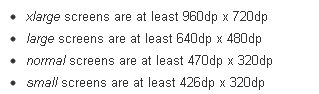 • xlarge screens are at least 960dp x 720dp
• large screens are at least 640dp x 480dp
• normal screens are at least 470dp x 320dp
• small screens are at least 426dp x 320dp